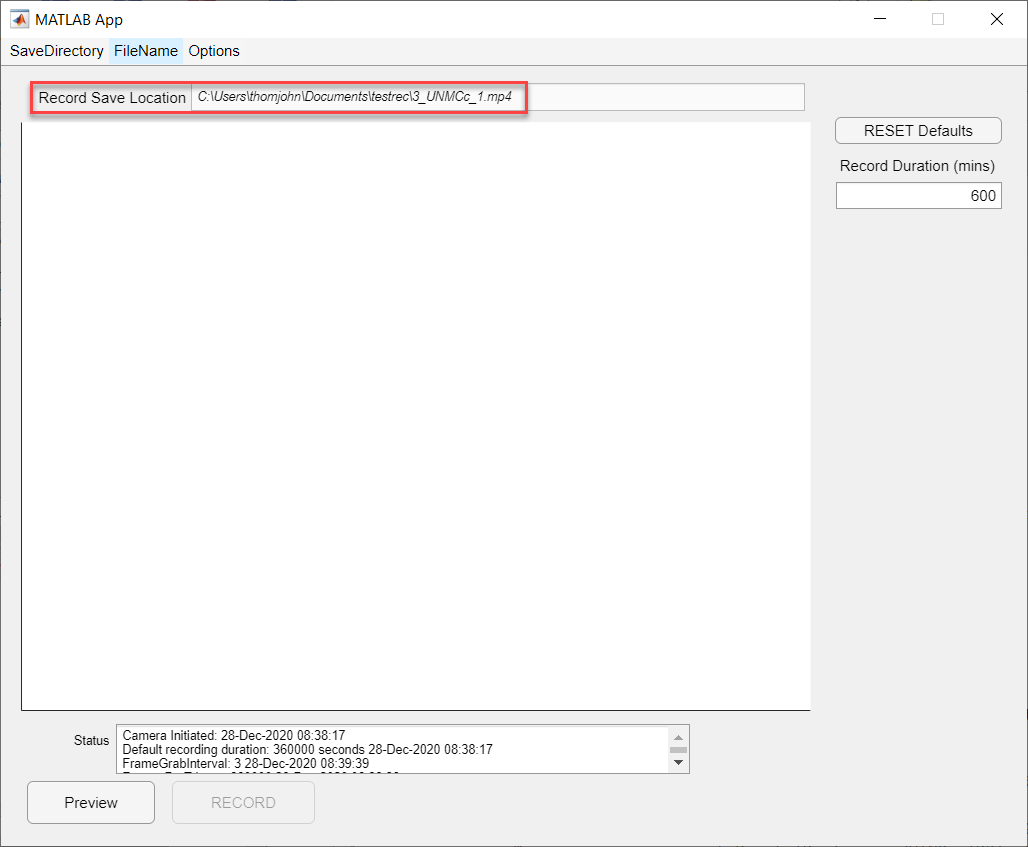 MATLAB App
SaveDirectory FileName Options
Record Save Location C:\Users\thomjohn\Documents\testrec\3_UNMCc_1.mp4
RESET Defaults
Record Duration (mins)
600
Status
Camera Initiated: 28-Dec-2020 08:38:17
Default recording duration: 360000 seconds 28-Dec-2020 08:38:17
FrameGrabInterval: 3 28-Dec-2020 08:39:39
Preview RECORD